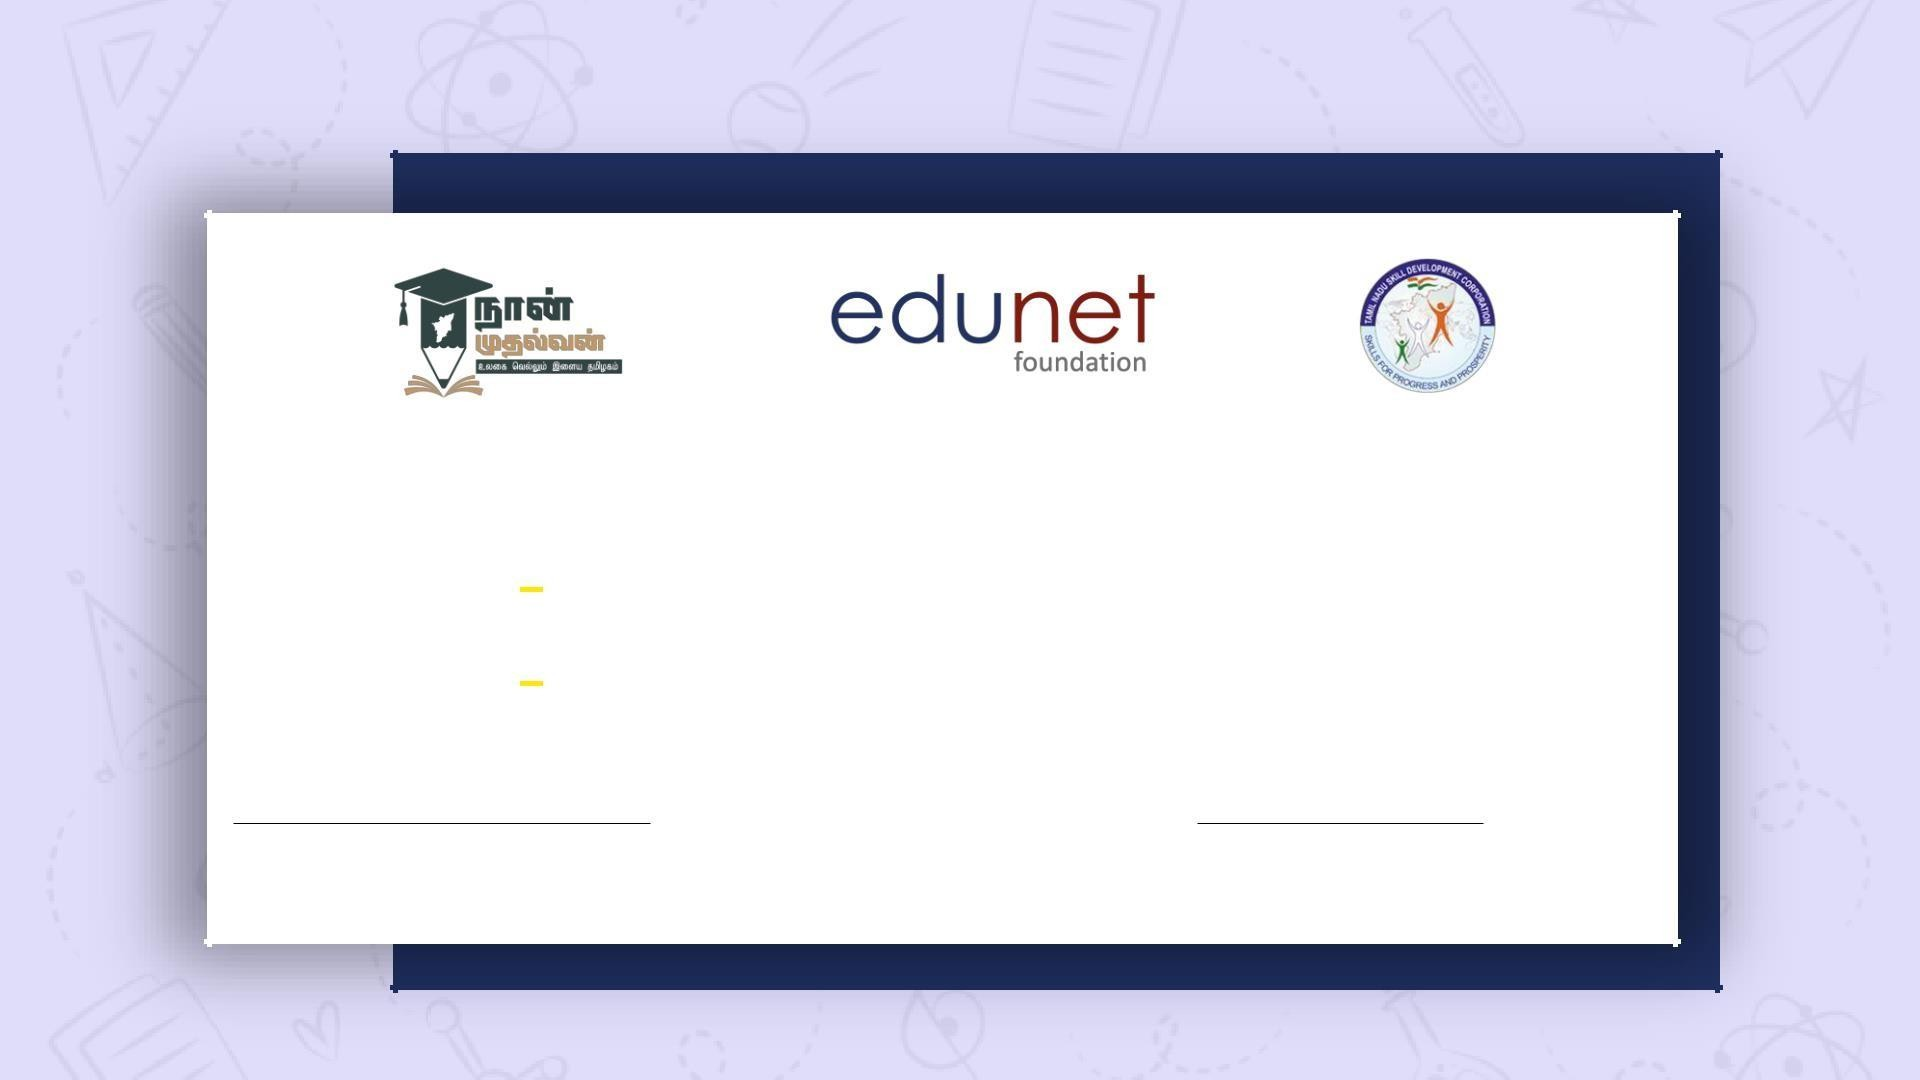 நான்
முதல்வன்
உலகை வெல்லும் இளைய தமிழகம்
edunet
foundation
TAMIL NADU SKILL DEVELOPMENT CORPORATION
SKILLS FOR PROGRESS AND PROSPERITY